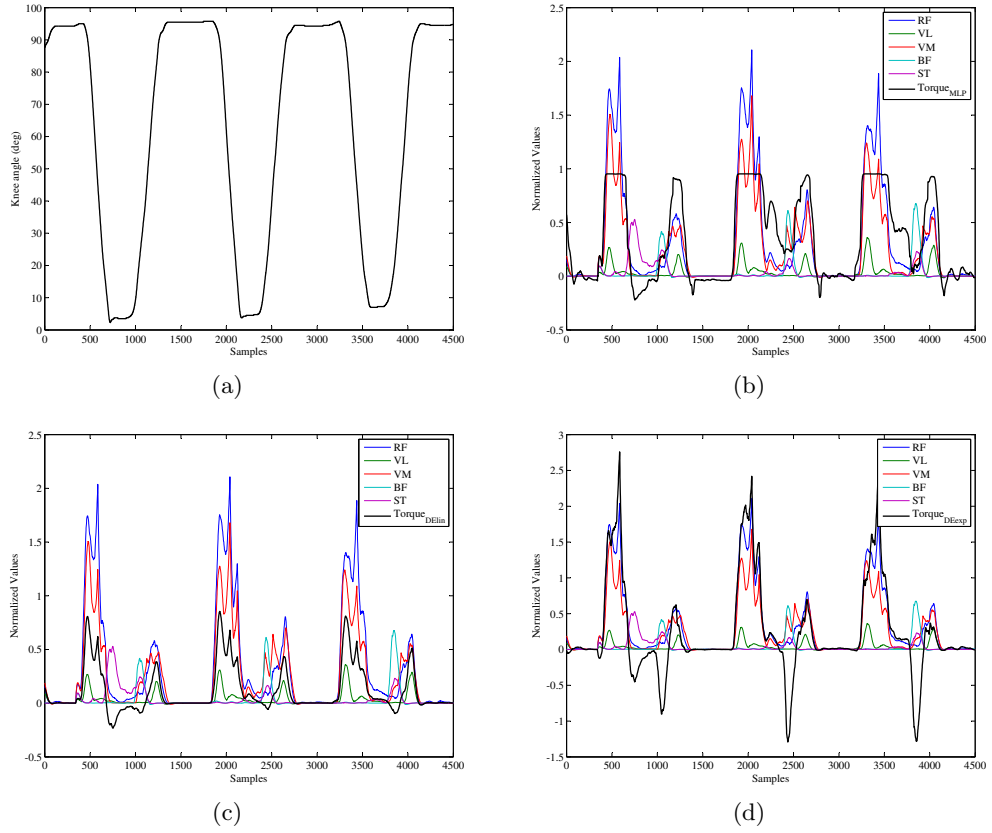 100
90
80
70
60
50
40
30
20
10
0
Knee angle (deg)
0 500 1000 1500 2000 2500 3000 3500 4000 4500
Samples
(a)
2.5
2
1.5
1
0.5
0
-0.5
Normalized Values
RF
VL
VM
BF
ST
Torque MLP
0 500 1000 1500 2000 2500 3000 3500 4000 4500
Samples
(b)
2.5
2
1.5
1
0.5
0
-0.5
Normalized Values
RF
VL
VM
BF
ST
Torque DElin
0 500 1000 1500 2000 2500 3000 3500 4000 4500
Samples
(c)
3
2.5
2
1.5
1
0.5
0
-0.5
-1
-1.5
Normalized Values
RF
VL
VM
BF
ST
Torque DEexp
0 500 1000 1500 2000 2500 3000 3500 4000 4500
Samples
(d)